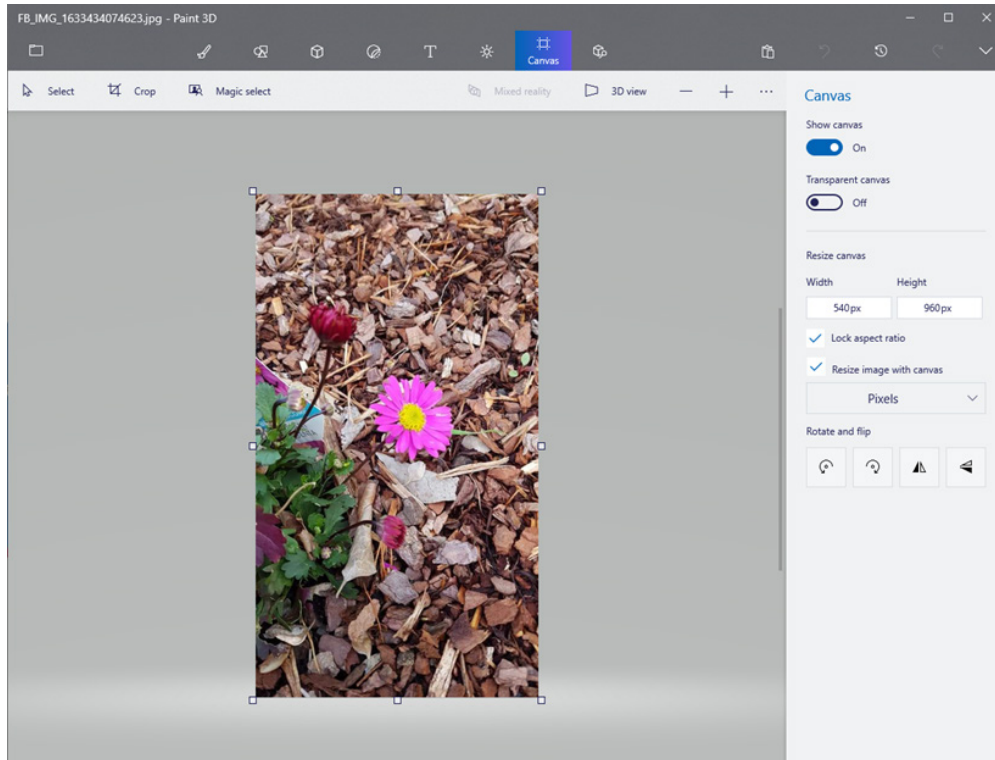 FB_IMG_1633434074623.jpg - Paint 3D
T
Canvas
Select Crop Magic select Mixed reality 3D view
Canvas
Show canvas
On
Transparent canvas
Off
Resize canvas
Width Height
540px 960px
Lock aspect ratio
Resize image with canvas
Pixels
Rotate and flip